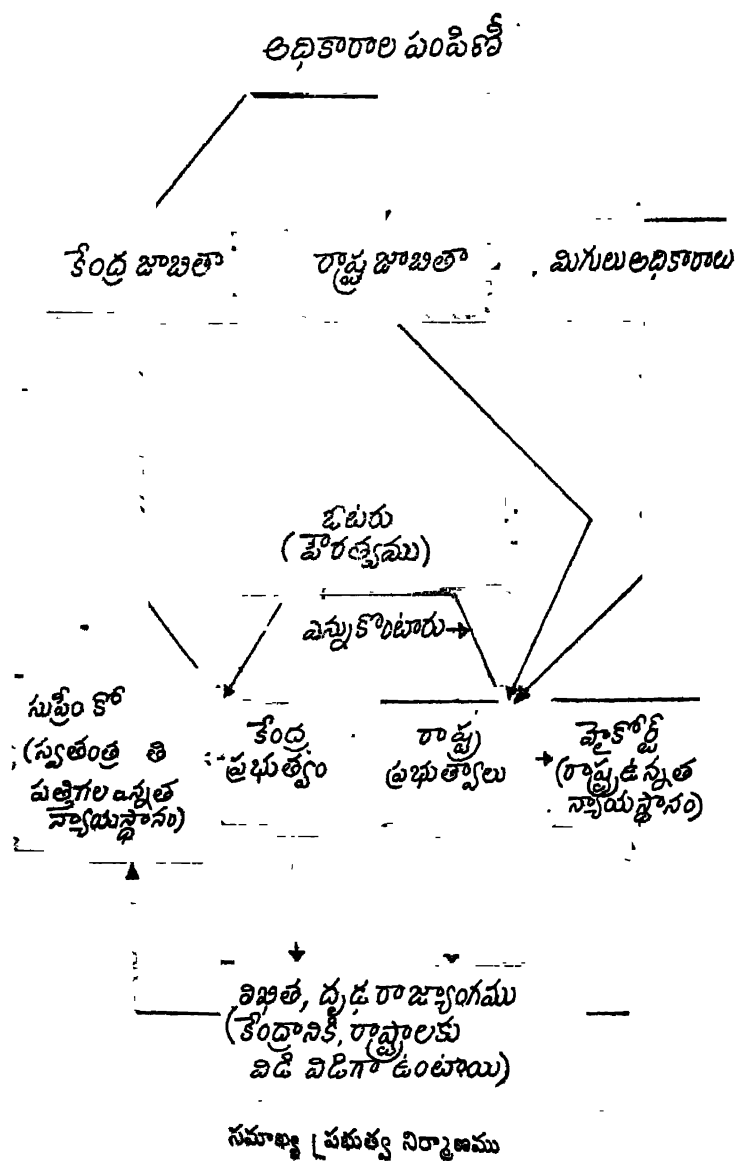 అధికారాల పంపిణీ
కేంద్ర జాబితా
రాష్ట్ర జాబితా
మిగులు అధికారాలు
ఓటరు
(పౌరత్వము)
ఎన్నుకొంటారు
సుప్రీం కో
(స్వతంత్ర తి
పత్తిగల ఉన్నత
న్యాయస్థానం)
కేంద్ర
ప్రభుత్వం
రాష్ట్ర
ప్రభుత్వాలు
హైకోర్ట్
(రాష్ట్ర ఉన్నత
న్యాయస్థానం)
లిఖిత, దృఢ రాజ్యాంగము
(కేంద్రానికి, రాష్ట్రాలకు
విడి విడిగా ఉంటాయి)
సమాఖ్య ప్రభుత్వ నిర్మాణము